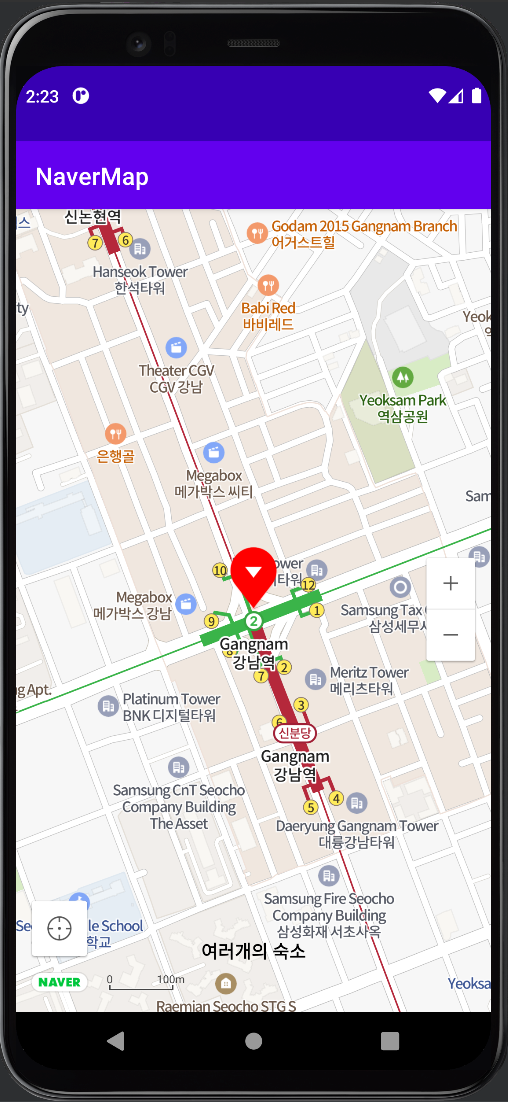 2:23
NaverMap
신논현역
스
7
6
Godam 2015 Gangnam Branch
어거스트힐
Hanseok Tower
한석타워
ty
Babi Red
바비레드
Yeok
Theater CGV
CGV 강남
Yeoksam Park
역삼공원
은행골
Megabox
메가박스 씨티
Sam
10
ower
타워
12
Megabox
메가박스 강남
9
2
1
Samsung Tax
삼성세무서
+
−
8
Gangnam
강남역
7
2
g Apt.
Meritz Tower
메리츠타워
Platinum Tower
BNK 디지털타워
3
6
신분당
Gangnam
강남역
Samsung CnT Seocho
Company Building
The Asset
5
4
Daeryung Gangnam Tower
대륭강남타워
Samsung Fire Seocho
Company Building
삼성화재 서초사옥
Seo
le School
학교
여러개의 숙소
NAVER
0
100m
Yeoksa
Raemian Seocho STG S